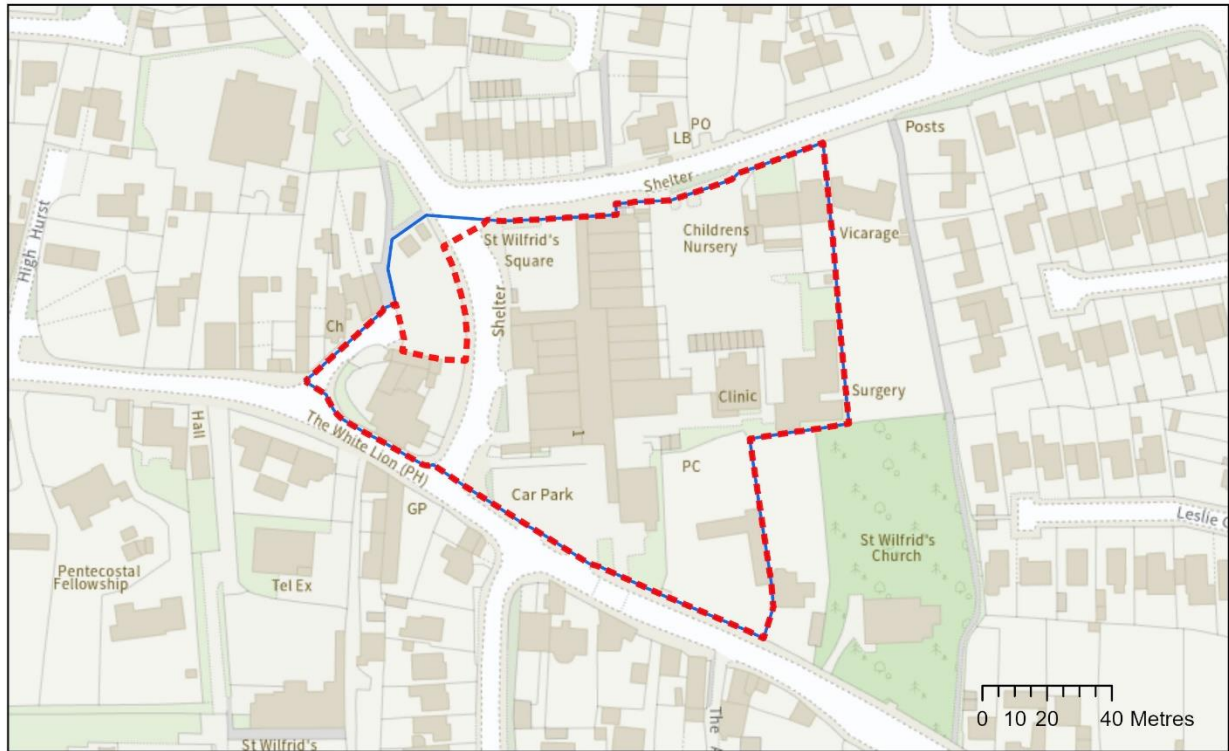 PO
LB
Posts
Shelter
High Hurst
St Wilfrid's
Square
Childrens
Nursery
Vicarage
Shelter
Ch
Clinic
Surgery
Hall
The White Lion (PH)
1
PC
Car Park
GP
Leslie
St Wilfrid's
Church
Pentecostal
Fellowship
Tel Ex
The
0 10 20 40 Metres
St Wilfrid's